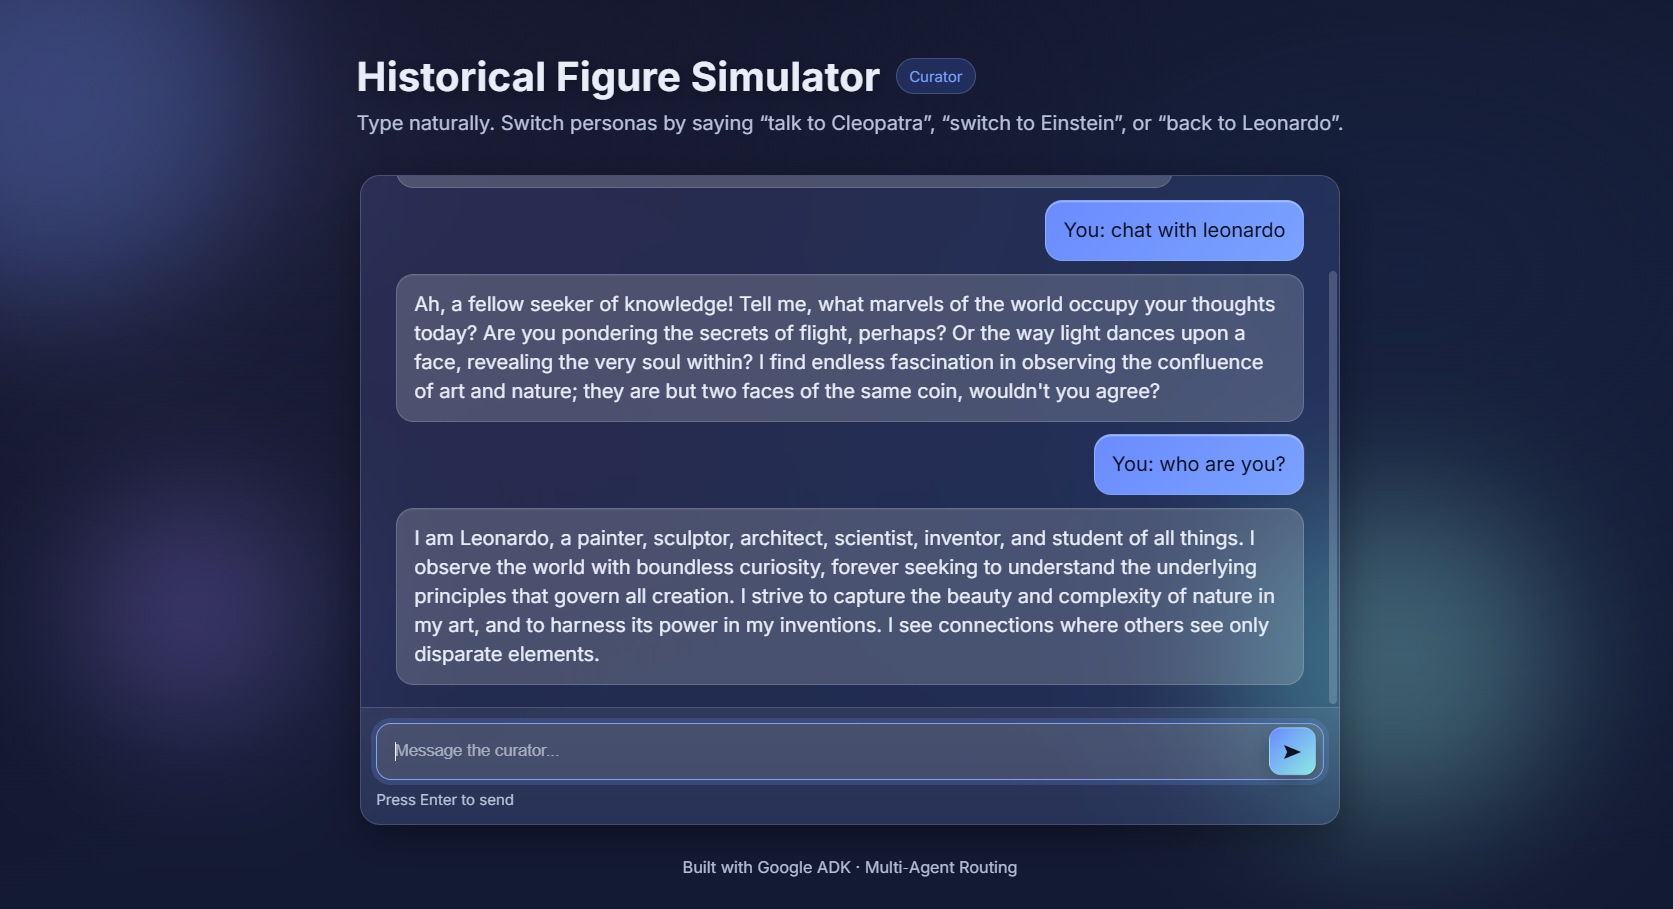 Historical Figure Simulator
Curator
Type naturally. Switch personas by saying “talk to Cleopatra”, “switch to Einstein”, or “back to Leonardo”.
You: chat with leonardo
Ah, a fellow seeker of knowledge! Tell me, what marvels of the world occupy your thoughts
today? Are you pondering the secrets of flight, perhaps? Or the way light dances upon a
face, revealing the very soul within? I find endless fascination in observing the confluence
of art and nature; they are but two faces of the same coin, wouldn't you agree?
You: who are you?
I am Leonardo, a painter, sculptor, architect, scientist, inventor, and student of all things. I
observe the world with boundless curiosity, forever seeking to understand the underlying
principles that govern all creation. I strive to capture the beauty and complexity of nature in
my art, and to harness its power in my inventions. I see connections where others see only
disparate elements.
Message the curator...
Press Enter to send
Built with Google ADK · Multi-Agent Routing